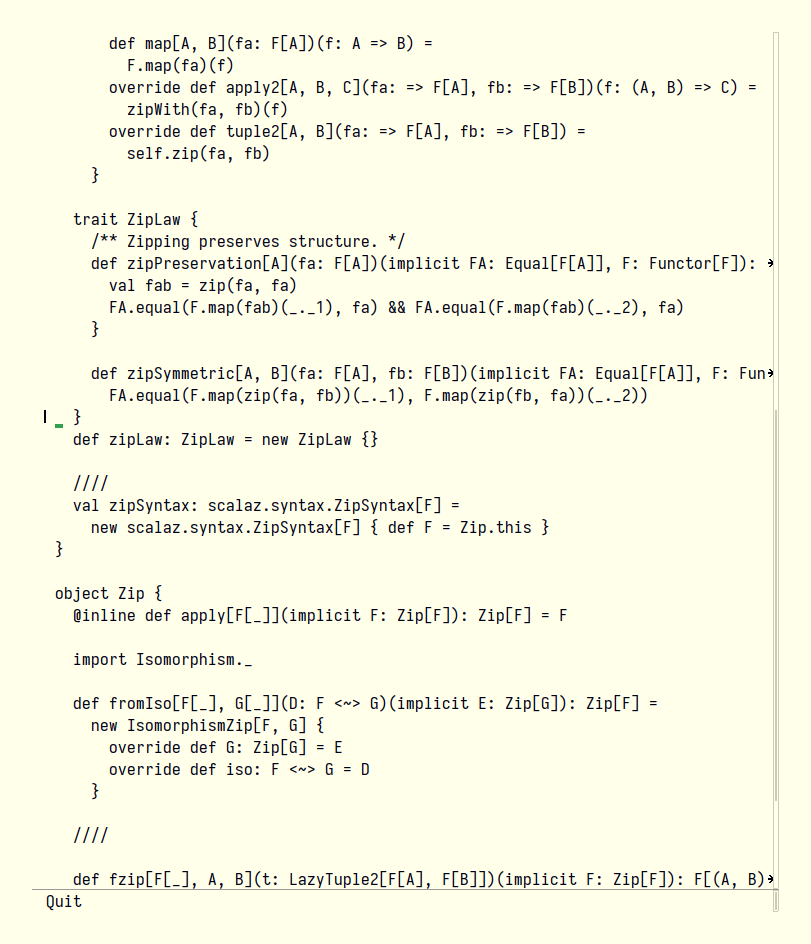 def map[A, B](fa: F[A])(f: A => B) =
        F.map(fa)(f)
      override def apply2[A, B, C](fa: => F[A], fb: => F[B])(f: (A, B) => C) =
        zipWith(fa, fb)(f)
      override def tuple2[A, B](fa: => F[A], fb: => F[B]) =
        self.zip(fa, fb)
    }

  trait ZipLaw {
    /** Zipping preserves structure. */
    def zipPreservation[A](fa: F[A])(implicit FA: Equal[F[A]], F: Functor[F]):
      val fab = zip(fa, fa)
      FA.equal(F.map(fab)(_._1), fa) && FA.equal(F.map(fab)(_._2), fa)
    }

    def zipSymmetric[A, B](fa: F[A], fb: F[B])(implicit FA: Equal[F[A]], F: Fun
      FA.equal(F.map(zip(fa, fb))(_._1), F.map(zip(fb, fa))(_._2))
  }
  def zipLaw: ZipLaw = new ZipLaw {}

  ////
  val zipSyntax: scalaz.syntax.ZipSyntax[F] =
    new scalaz.syntax.ZipSyntax[F] { def F = Zip.this }
}

object Zip {
  @inline def apply[F[_]](implicit F: Zip[F]): Zip[F] = F

  import Isomorphism._

  def fromIso[F[_], G[_]](D: F <~> G)(implicit E: Zip[G]): Zip[F] =
    new IsomorphismZip[F, G] {
      override def G: Zip[G] = E
      override def iso: F <~> G = D
    }

  ////

  def fzip[F[_], A, B](t: LazyTuple2[F[A], F[B]])(implicit F: Zip[F]): F[(A, B)
Quit